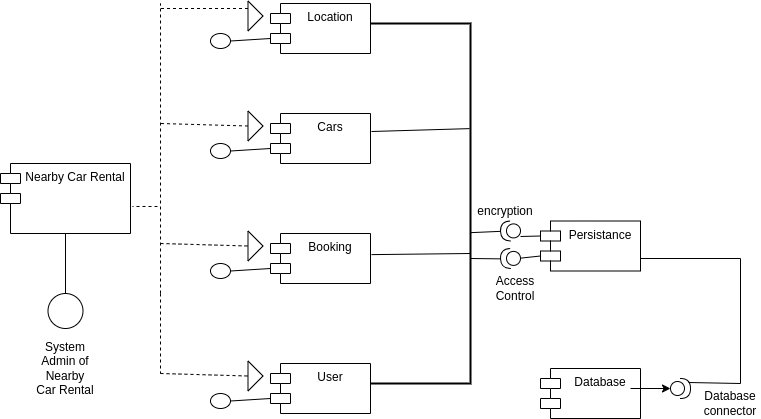 Location
Cars
Nearby Car Rental
encryption
Persistance
Booking
Access
Control
System
Admin of
Nearby
Car Rental
User
Database
Database
connector